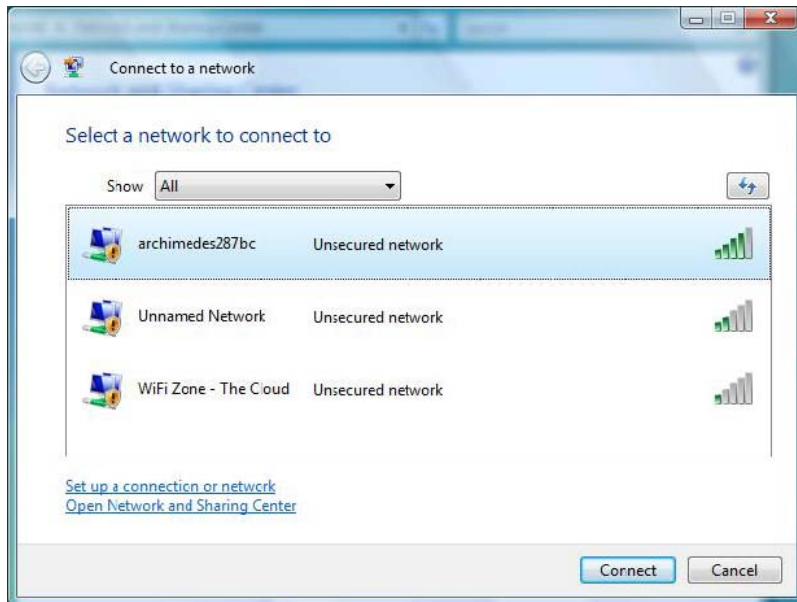 Connect to a network
Select a network to connect to
Show All
archimedes287bc Unsecured network
Unnamed Network Unsecured network
WiFi Zone - The Cloud Unsecured network
Set up a connection or network
Open Network and Sharing Center
Connect Cancel